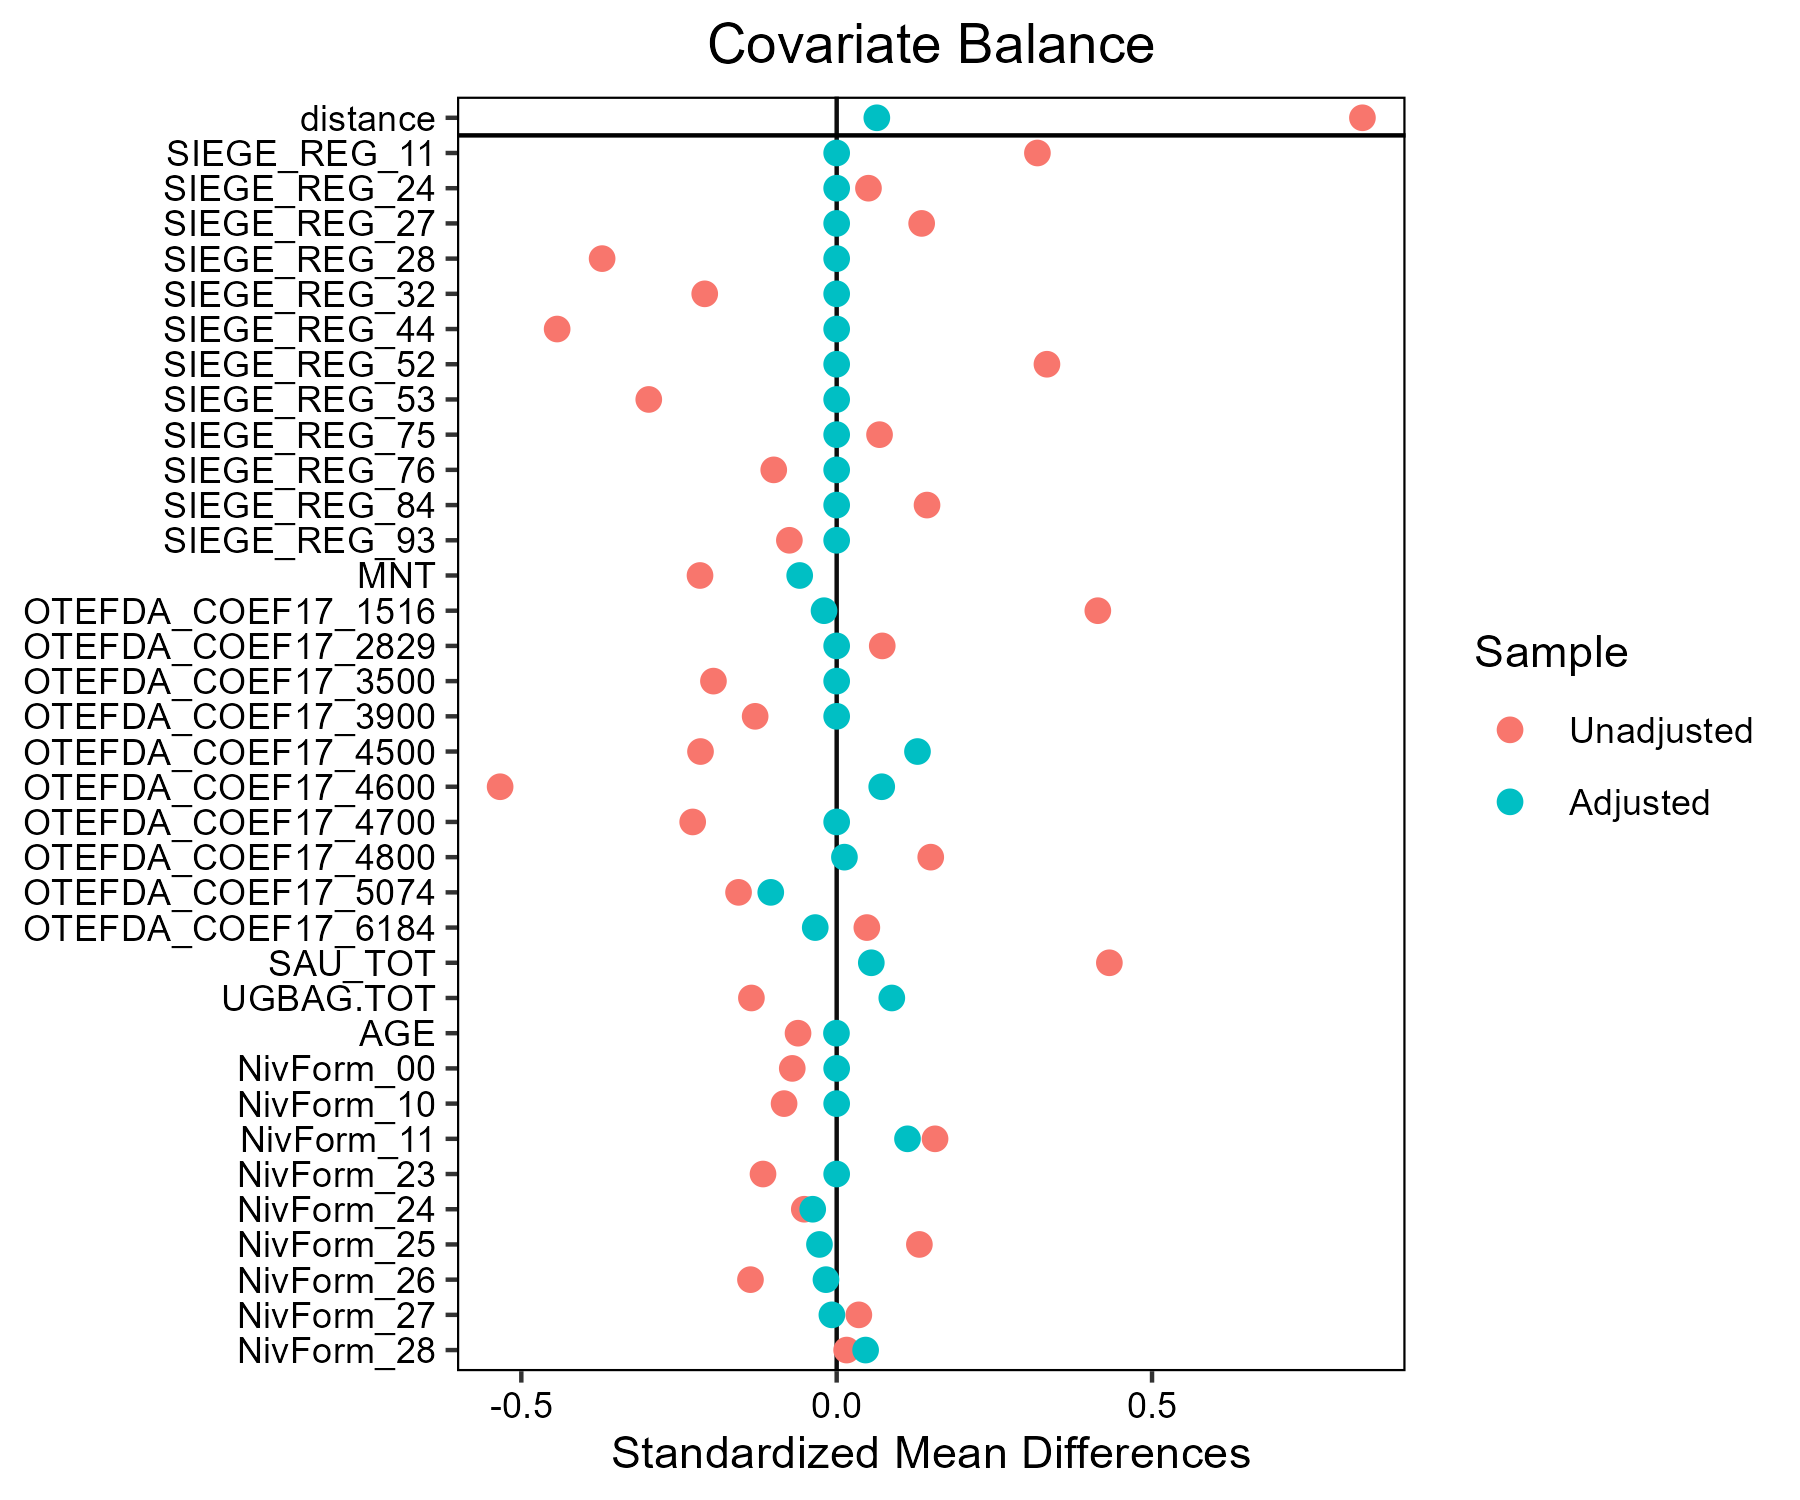 Covariate Balance
distance
SIEGE_REG_11
SIEGE_REG_24
SIEGE_REG_27
SIEGE_REG_28
SIEGE_REG_32
SIEGE_REG_44
SIEGE_REG_52
SIEGE_REG_53
SIEGE_REG_75
SIEGE_REG_76
SIEGE_REG_84
SIEGE_REG_93
MNT
OTEFDA_COEF17_1516
OTEFDA_COEF17_2829
OTEFDA_COEF17_3500
OTEFDA_COEF17_3900
OTEFDA_COEF17_4500
OTEFDA_COEF17_4600
OTEFDA_COEF17_4700
OTEFDA_COEF17_4800
OTEFDA_COEF17_5074
OTEFDA_COEF17_6184
SAU_TOT
UGBAG.TOT
AGE
NivForm_00
NivForm_10
NivForm_11
NivForm_23
NivForm_24
NivForm_25
NivForm_26
NivForm_27
NivForm_28
-0.5 0.0 0.5
Standardized Mean Differences
Sample
Unadjusted
Adjusted